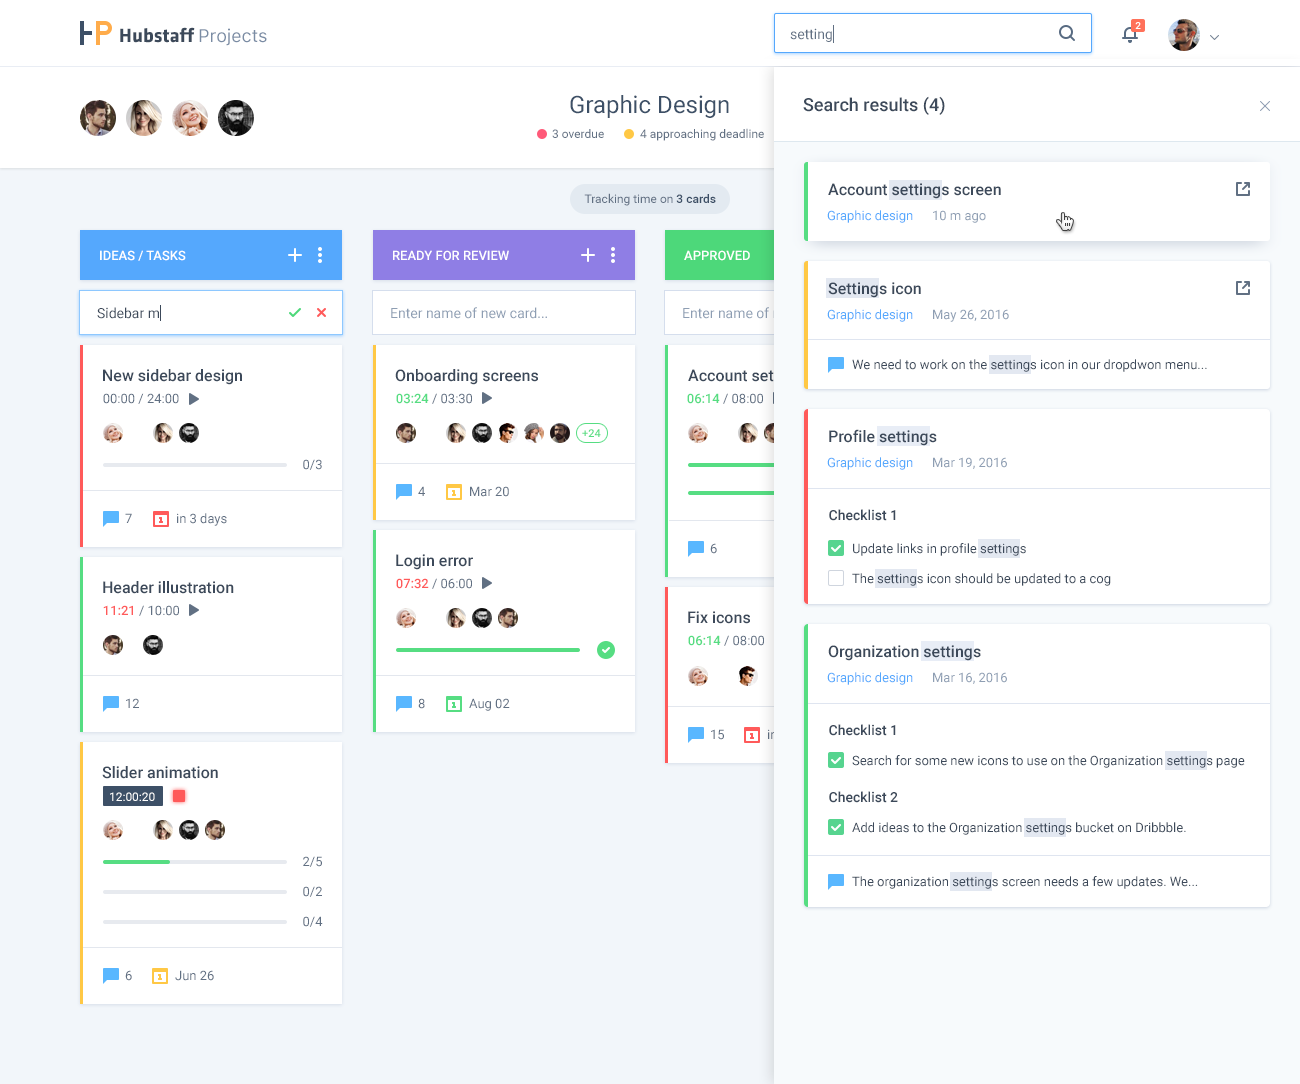 HP Hubstaff Projects
setting
2
Graphic Design
3 overdue
4 approaching deadline
Tracking time on 3 cards
IDEAS / TASKS
Sidebar m
New sidebar design
00:00 / 24:00
0/3
7
1
in 3 days
Header illustration
11:21 / 10:00
12
Slider animation
12:00:20
2/5
0/2
0/4
6
1
Jun 26
READY FOR REVIEW
Enter name of new card...
Onboarding screens
03:24 / 03:30
+24
4
1
Mar 20
Login error
07:32 / 06:00
8
1
Aug 02
APPROVED
Enter name of
Account set
06:14 / 08:00
6
Fix icons
06:14 / 08:00
15
1
in
Search results (4)
Account settings screen
Graphic design
10 m ago
Settings icon
Graphic design
May 26, 2016
We need to work on the settings icon in our dropdwon menu...
Profile settings
Graphic design
Mar 19, 2016
Checklist 1
Update links in profile settings
The settings icon should be updated to a cog
Organization settings
Graphic design
Mar 16, 2016
Checklist 1
Search for some new icons to use on the Organization settings page
Checklist 2
Add ideas to the Organization settings bucket on Dribbble.
The organization settings screen needs a few updates. We...